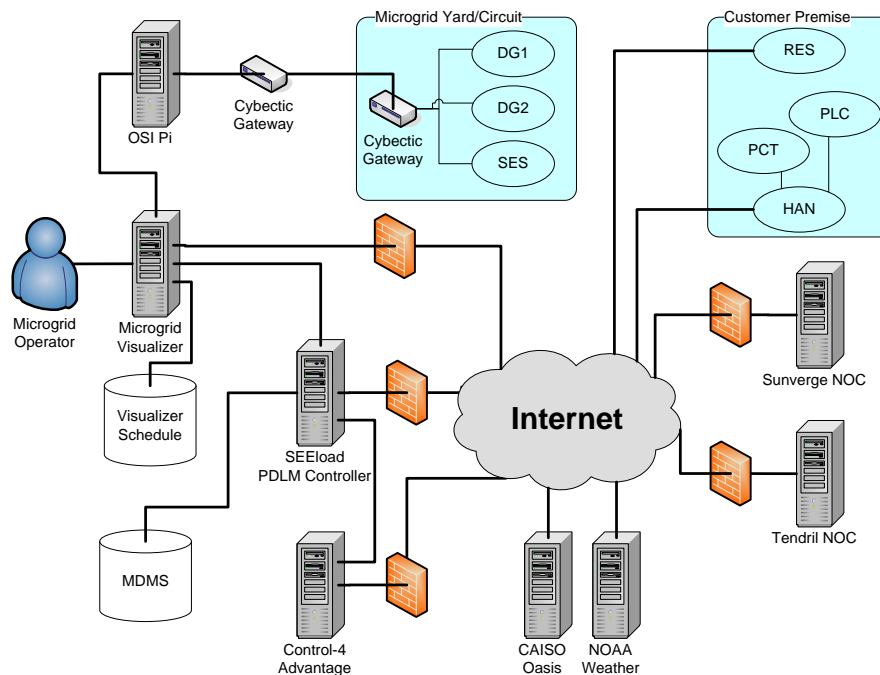 Microgrid Yard/Circuit
Customer Premise
DG1
DG2
SES
RES
PLC
PCT
HAN
OSI Pi
Cybectic
Gateway
Cybectic
Gateway
Microgrid
Operator
Microgrid
Visualizer
Visualizer
Schedule
SEEload
PDLM Controller
Internet
Sunverge NOC
Tendril NOC
MDMS
Control-4
Advantage
CAISO
Oasis
NOAA
Weather